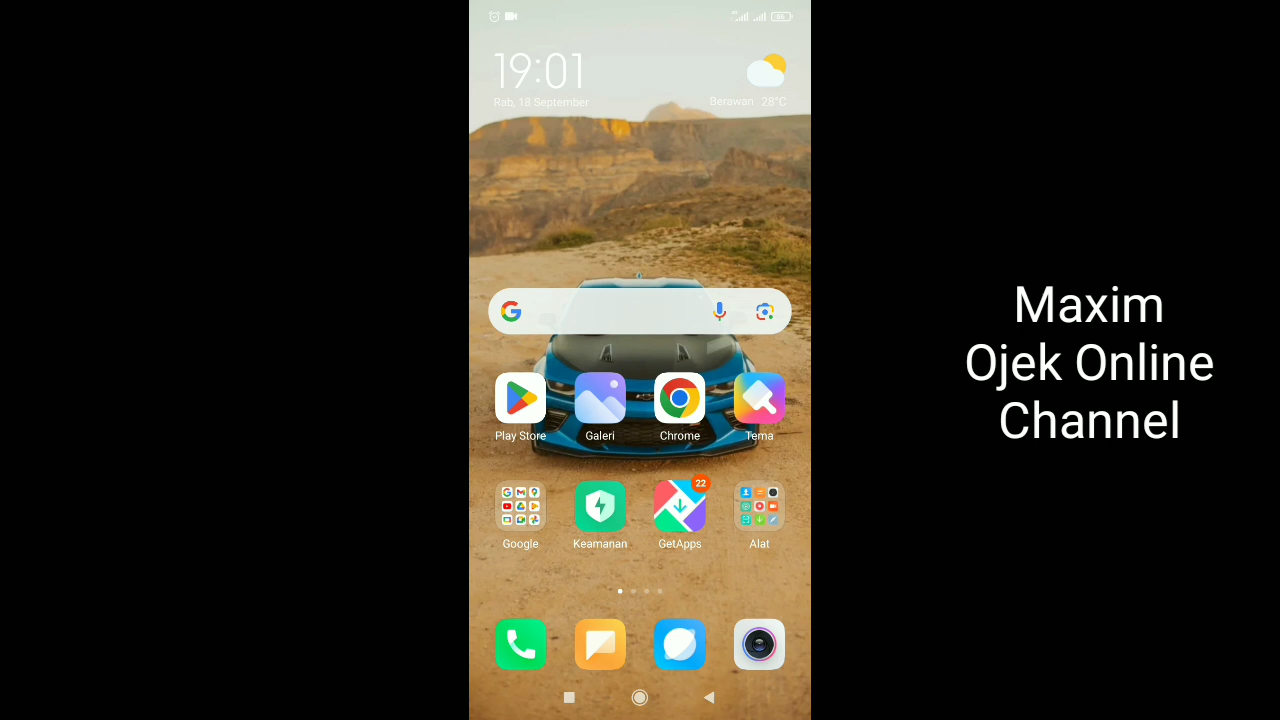 19:01
Rab, 18 September
Berawan 28°C
Play Store
Galeri
Chrome
Tema
22
Google
Keamanan
GetApps
Alat
Maxim
Ojek Online
Channel